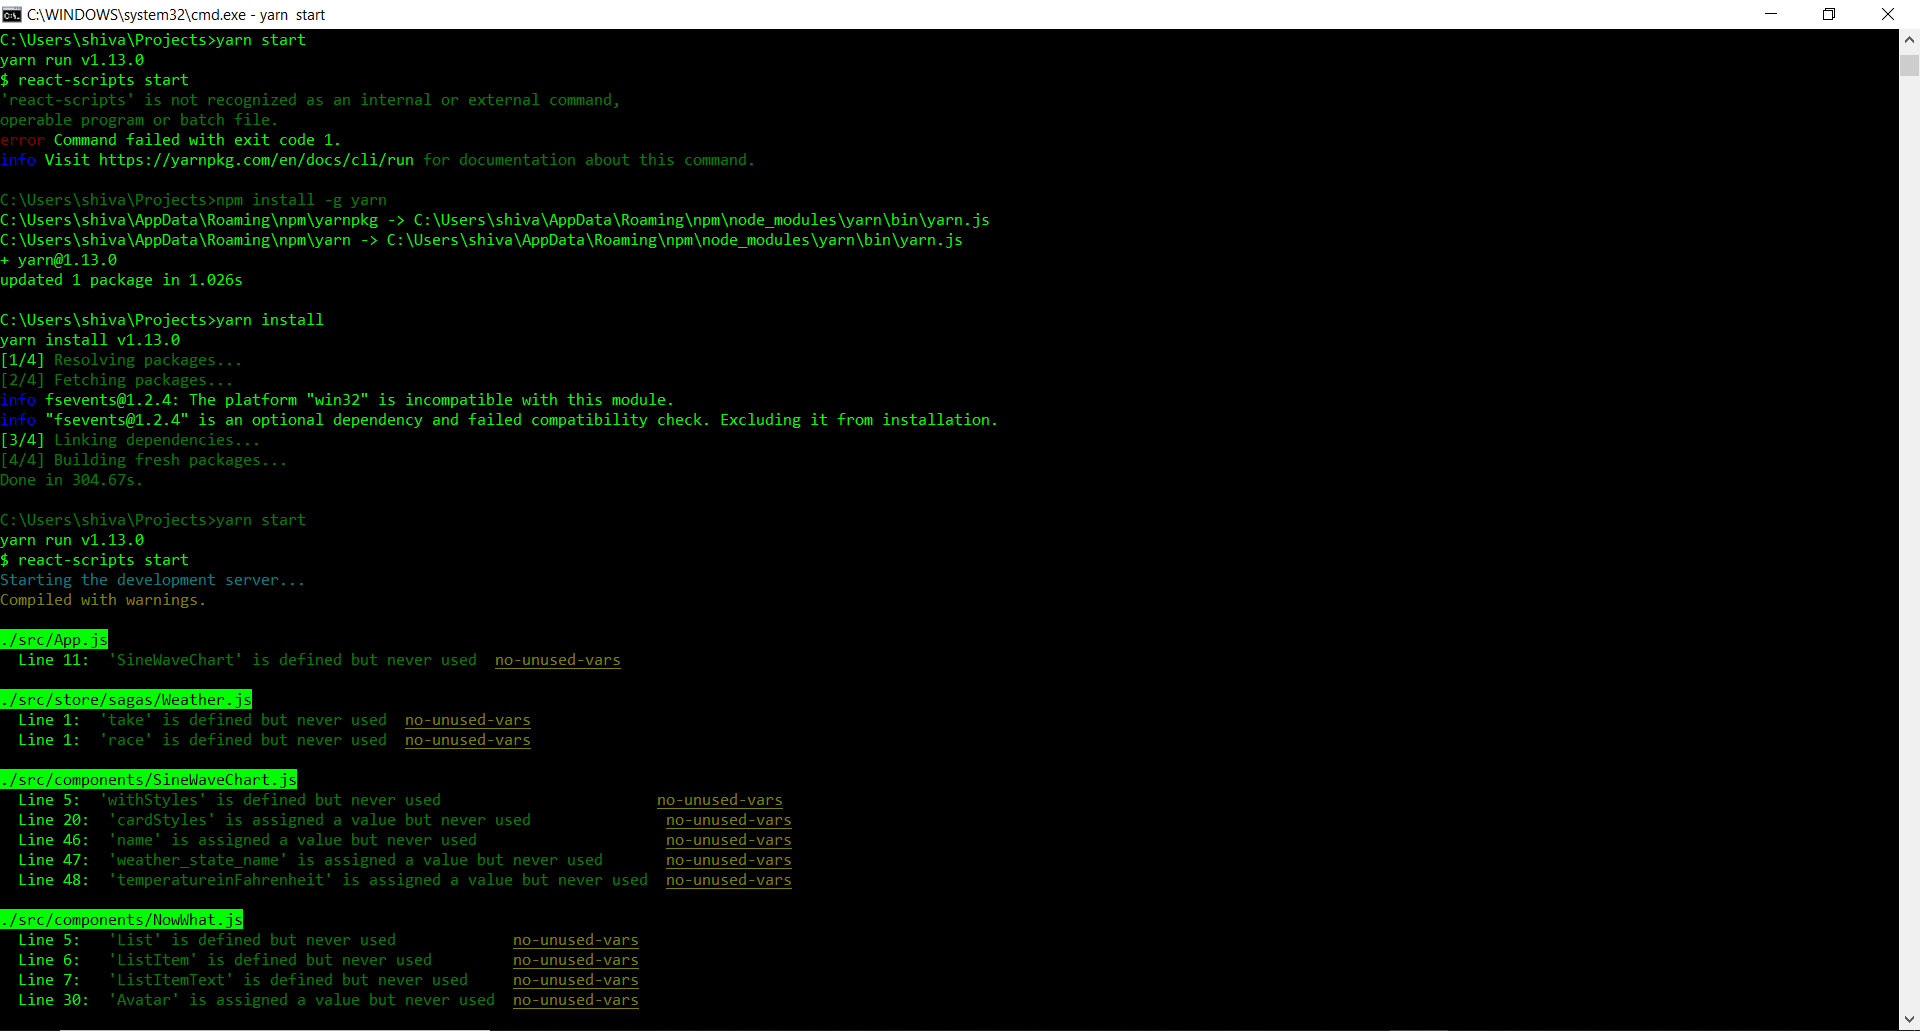 C:\WINDOWS\system32\cmd.exe - yarn  start
C:\Users\shiva\Projects>yarn start
yarn run v1.13.0
$ react-scripts start
'react-scripts' is not recognized as an internal or external command,
operable program or batch file.
error Command failed with exit code 1.
info Visit https://yarnpkg.com/en/docs/cli/run for documentation about this command.
C:\Users\shiva\Projects>npm install -g yarn
C:\Users\shiva\AppData\Roaming\npm\yarnpkg -> C:\Users\shiva\AppData\Roaming\npm\node_modules\yarn\bin\yarn.js
C:\Users\shiva\AppData\Roaming\npm\yarn -> C:\Users\shiva\AppData\Roaming\npm\node_modules\yarn\bin\yarn.js
+ yarn@1.13.0
updated 1 package in 1.026s
C:\Users\shiva\Projects>yarn install
yarn install v1.13.0
[1/4] Resolving packages...
[2/4] Fetching packages...
info fsevents@1.2.4: The platform "win32" is incompatible with this module.
info "fsevents@1.2.4" is an optional dependency and failed compatibility check. Excluding it from installation.
[3/4] Linking dependencies...
[4/4] Building fresh packages...
Done in 304.67s.
C:\Users\shiva\Projects>yarn start
yarn run v1.13.0
$ react-scripts start
Starting the development server...
Compiled with warnings.
./src/App.js
Line 11:  'SineWaveChart' is defined but never used  no-unused-vars
./src/store/sagas/Weather.js
Line 1:  'take' is defined but never used  no-unused-vars
Line 1:  'race' is defined but never used  no-unused-vars
./src/components/SineWaveChart.js
Line 5:  'withStyles' is defined but never used  no-unused-vars
Line 20:  'cardStyles' is assigned a value but never used  no-unused-vars
Line 46:  'name' is assigned a value but never used  no-unused-vars
Line 47:  'weather_state_name' is assigned a value but never used  no-unused-vars
Line 48:  'temperatureinFahrenheit' is assigned a value but never used  no-unused-vars
./src/components/NowWhat.js
Line 5:  'List' is defined but never used  no-unused-vars
Line 6:  'ListItem' is defined but never used  no-unused-vars
Line 7:  'ListItemText' is defined but never used  no-unused-vars
Line 30:  'Avatar' is assigned a value but never used  no-unused-vars